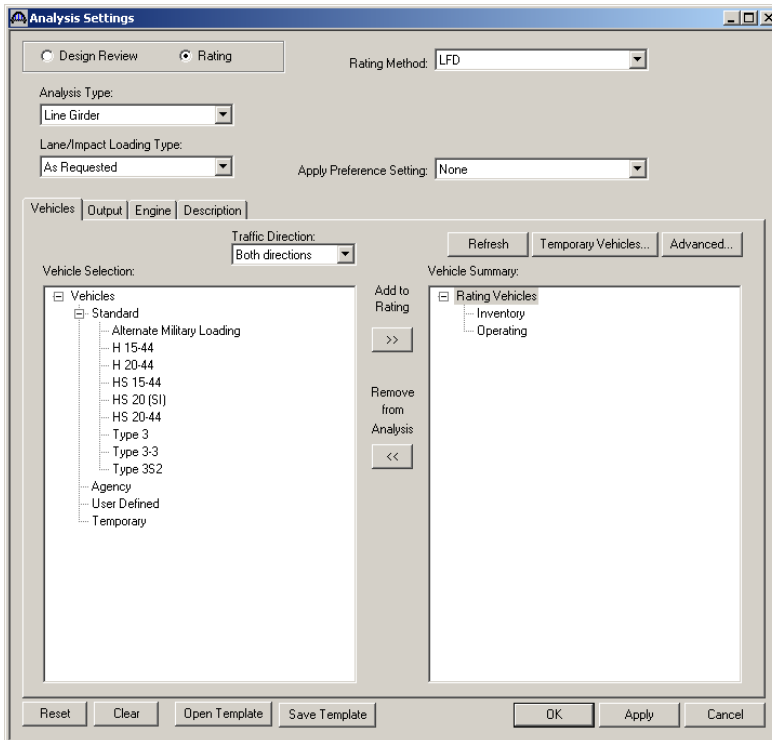 Analysis Settings
Design Review Rating Rating Method: LFD
Analysis Type:
Line Girder
Lane/Impact Loading Type:
As Requested Apply Preference Setting: None
Vehicles Output Engine Description
Traffic Direction:
Both directions Refresh Temporary Vehicles... Advanced...
Vehicle Selection: Vehicle Summary:
Vehicles
Standard
Alternate Military Loading
H 15-44
H 20-44
HS 15-44
HS 20 (SI)
HS 20-44
Type 3
Type 3-3
Type 3S2
Agency
User Defined
Temporary
Add to
Rating
>>
Remove
from
Analysis
<<
Rating Vehicles
Inventory
Operating
Reset Clear Open Template Save Template OK Apply Cancel